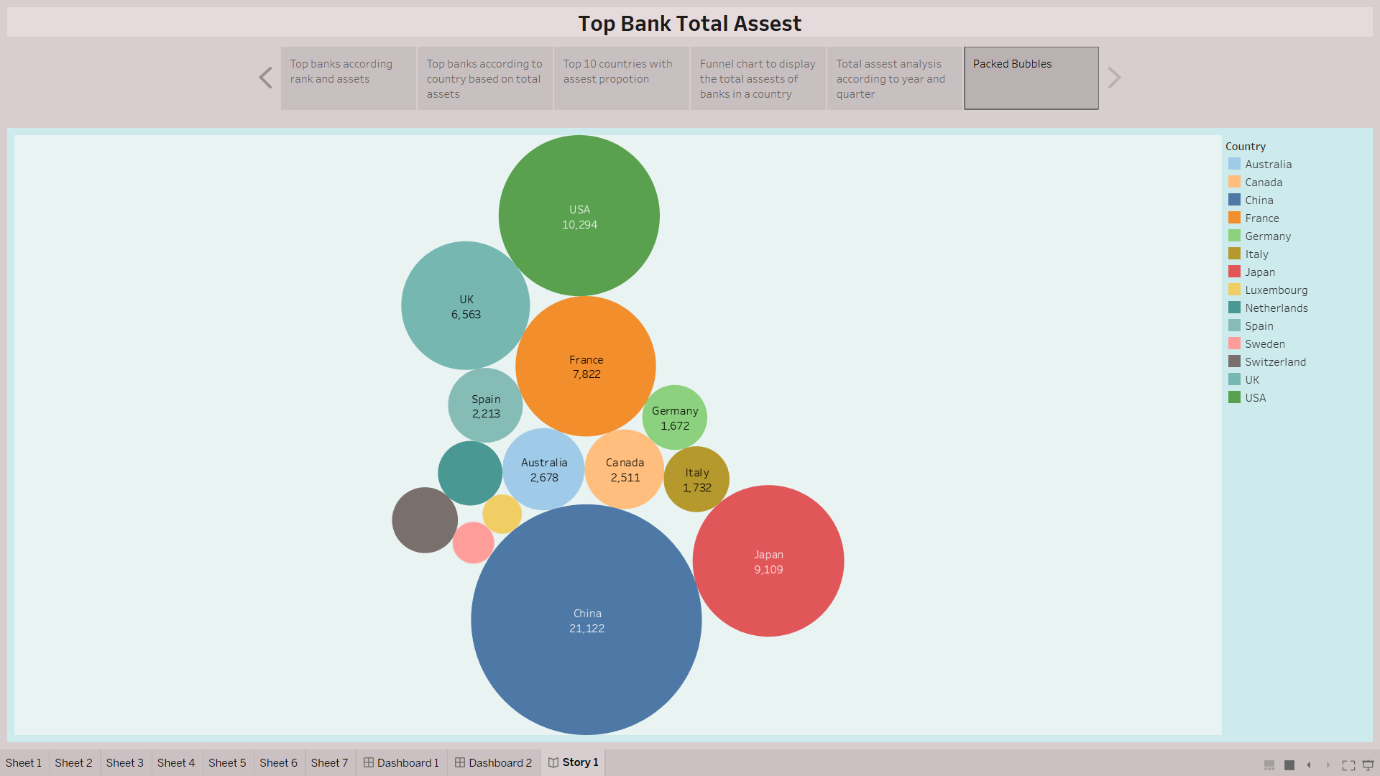 Top Bank Total Assest
Top banks according
rank and assets
Top banks according to
country based on total
assets
Top 10 countries with
assest propotion
Funnel chart to display
the total assests of
banks in a country
Total assest analysis
according to year and
quarter
Packed Bubbles
USA
10,294
UK
6,563
France
7,822
Spain
2,213
Germany
1,672
Australia
2,678
Canada
2,511
Italy
1,732
Japan
9,109
China
21,122
Country
Australia
Canada
China
France
Germany
Italy
Japan
Luxembourg
Netherlands
Spain
Sweden
Switzerland
UK
USA
Sheet 1
Sheet 2
Sheet 3
Sheet 4
Sheet 5
Sheet 6
Sheet 7
Dashboard 1
Dashboard 2
Story 1